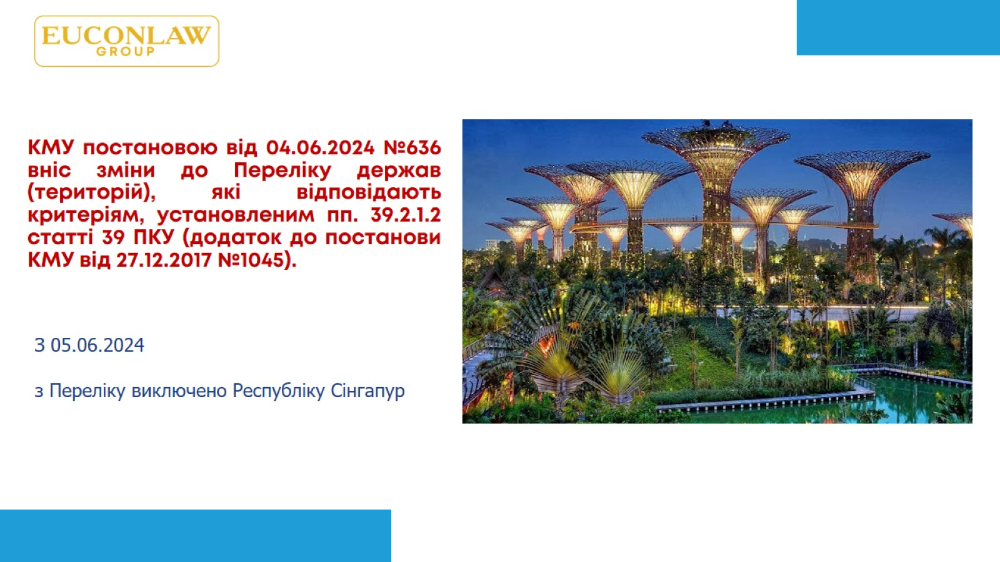 EUCONLAW
GROUP
КМУ постановою від 04.06.2024 №636
вніс зміни до Переліку держав
(територій), які відповідають
критеріям, установленим пп. 39.2.1.2
статті 39 ПКУ (додаток до постанови
КМУ від 27.12.2017 №1045).
З 05.06.2024
з Переліку виключено Республіку Сінгапур